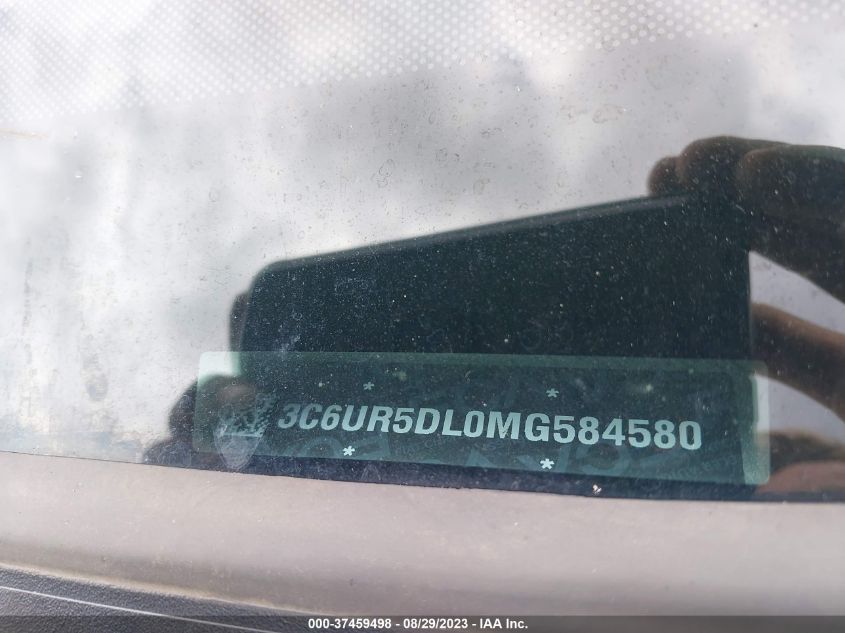 3C6UR5DL0MG584580
000-37459498 - 08/29/2023 - IAA Inc.